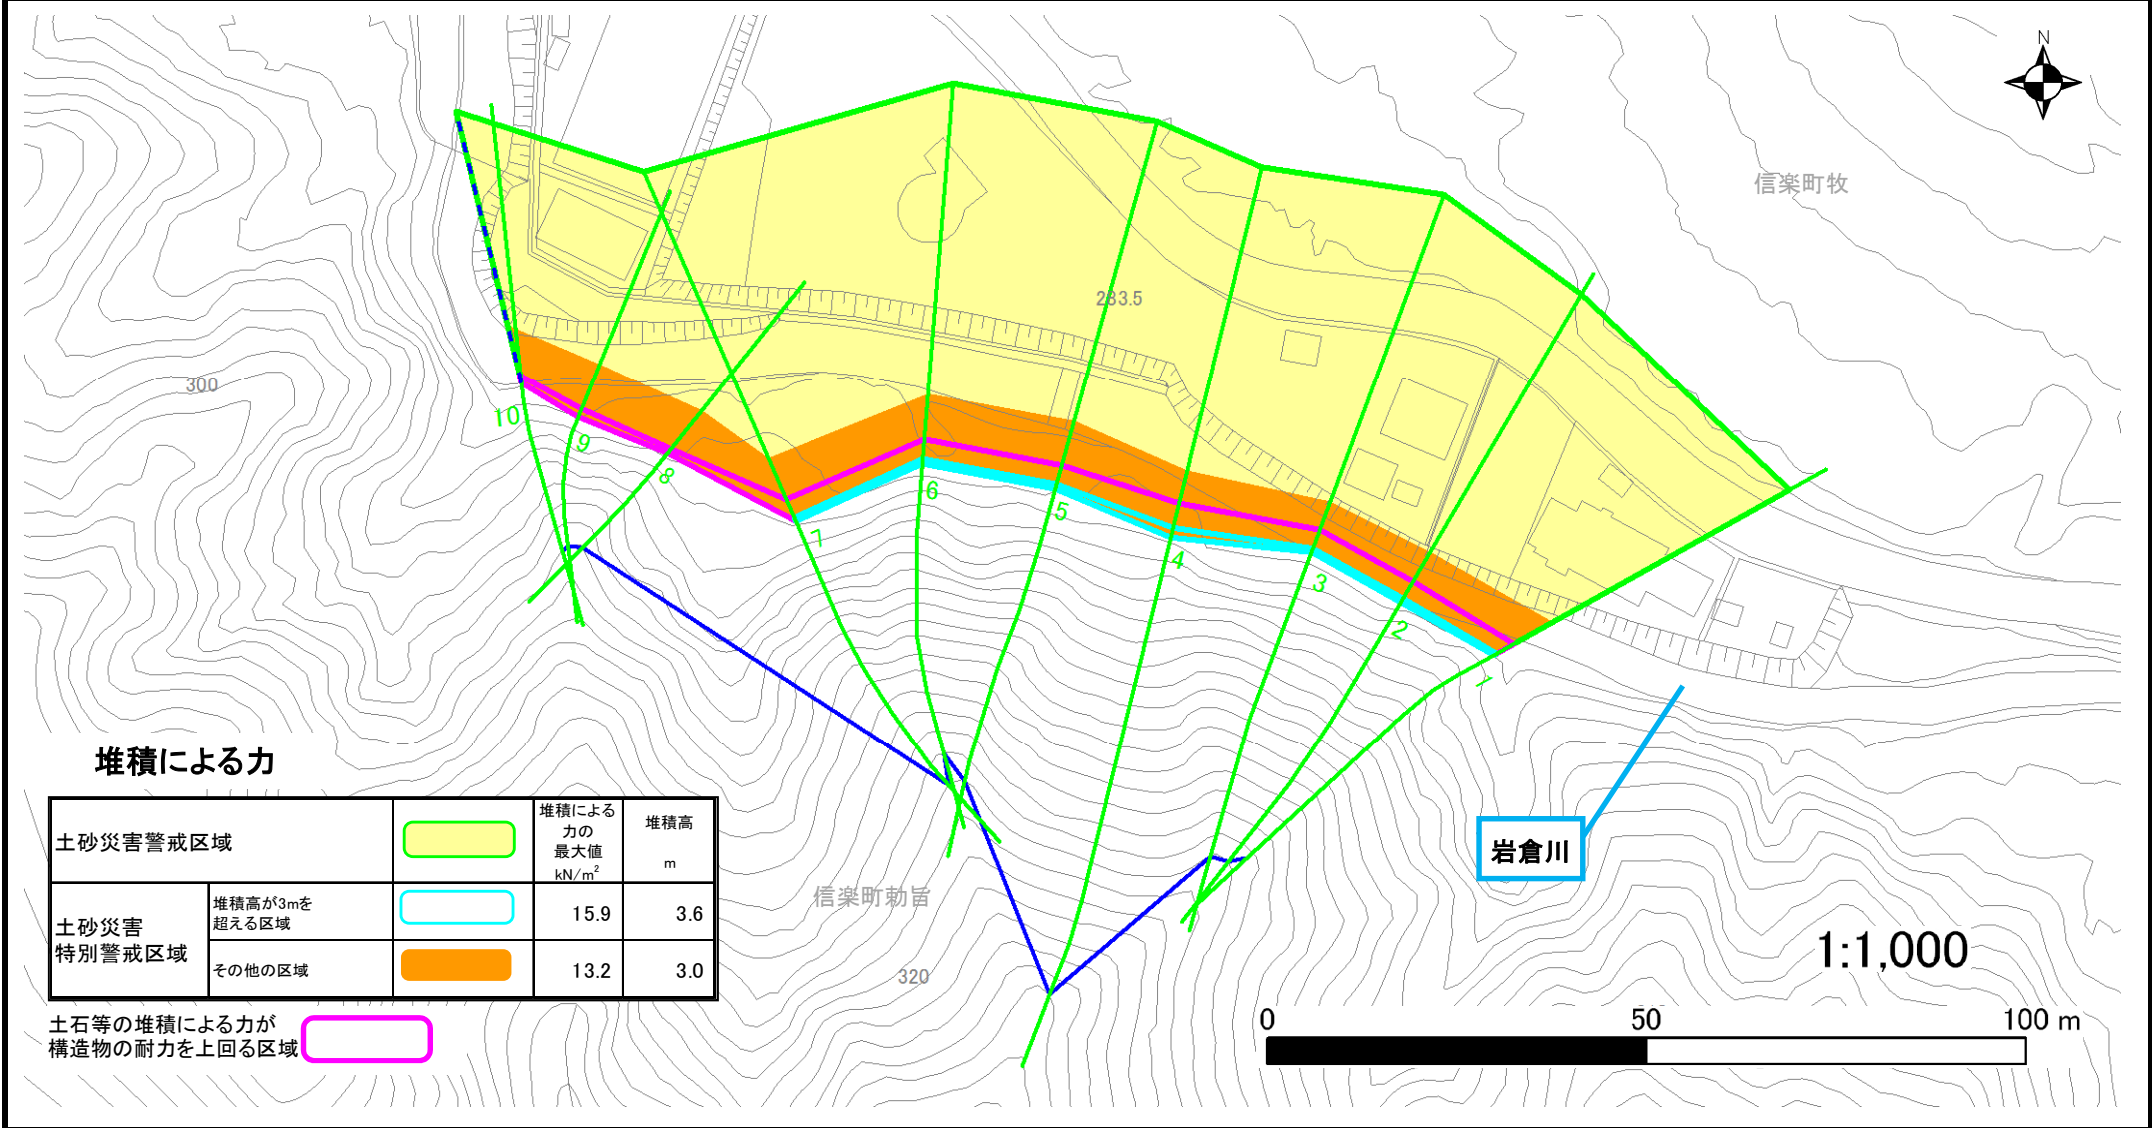 N
信楽町牧
283.5
300
10
9
8
7
6
5
4
3
2
1
堆積による力
土砂災害警戒区域
堆積による
力の
最大値
kN/m²
堆積高
m
土砂災害
特別警戒区域
堆積高が3mを
超える区域
15.9
3.6
その他の区域
13.2
3.0
土石等の堆積による力が
構造物の耐力を上回る区域
信楽町勅旨
320
岩倉川
1:1,000
0
50
100 m